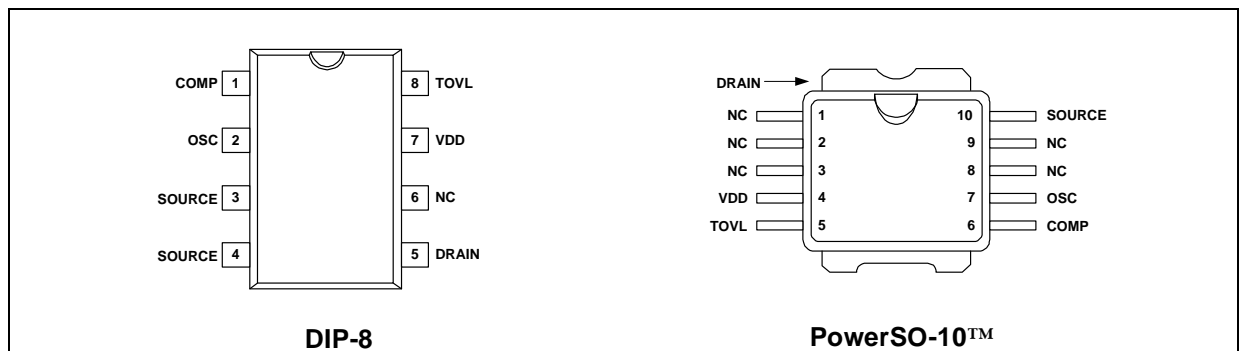 COMP 1
8 TOVL
OSC 2
7 VDD
SOURCE 3
6 NC
SOURCE 4
5 DRAIN
DIP-8
DRAIN
NC 1
10 SOURCE
NC 2
9 NC
NC 3
8 NC
VDD 4
7 OSC
TOVL 5
6 COMP
PowerSO-10™